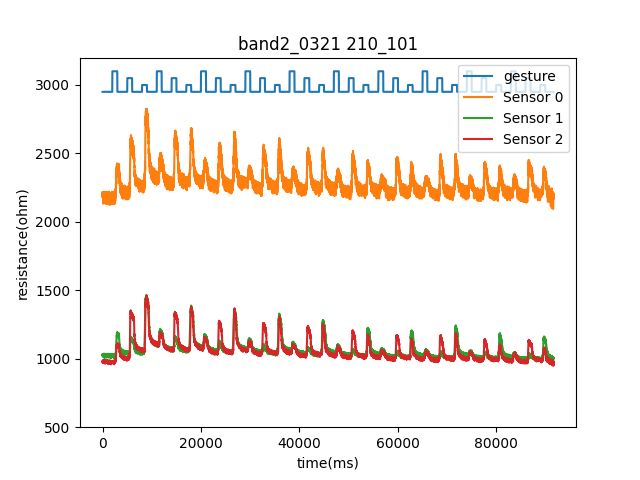 band2_0321 210_101
gesture
Sensor 0
Sensor 1
Sensor 2
3000
2500
2000
1500
1000
500
resistance(ohm)
0
20000
40000
60000
80000
time(ms)